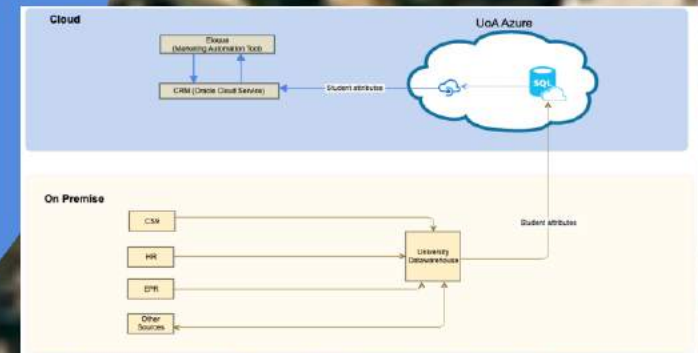 Cloud
UoA Azure
Eloqua
(Marketing Automation Tool)
CRM (Oracle Cloud Service)
Student attributes
SQL
On Premise
CS9
HR
EPR
Other
Sources
University
Datawarehouse
Student attributes